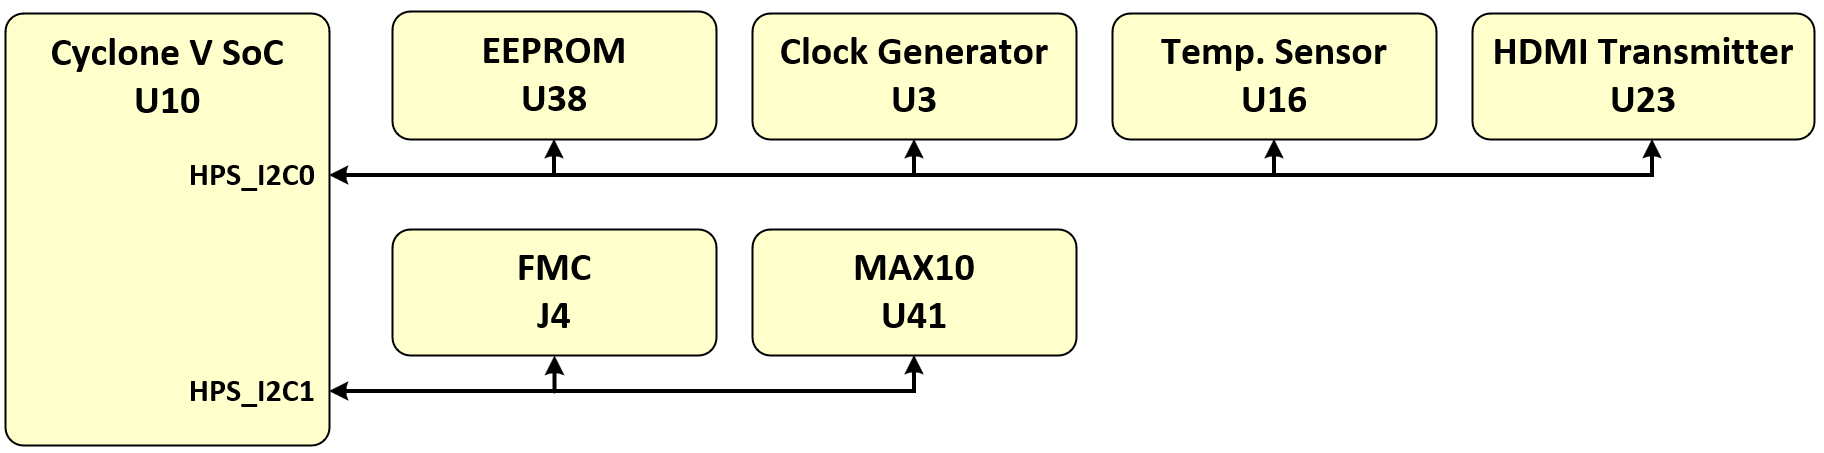 Cyclone V SoC
U10
EEPROM
U38
Clock Generator
U3
Temp. Sensor
U16
HDMI Transmitter
U23
HPS_I2C0
FMC
J4
MAX10
U41
HPS_I2C1